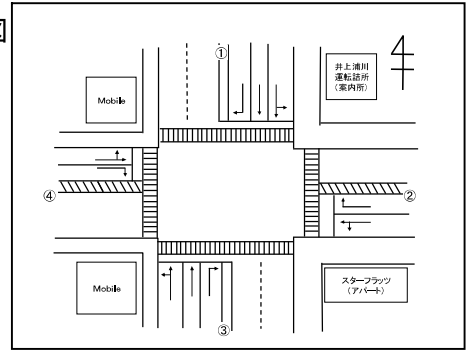 図
①
井上浦川
運転詰所
(案内所)
Mobile
④
②
Mobile
スターフラッツ
(アパート)
③